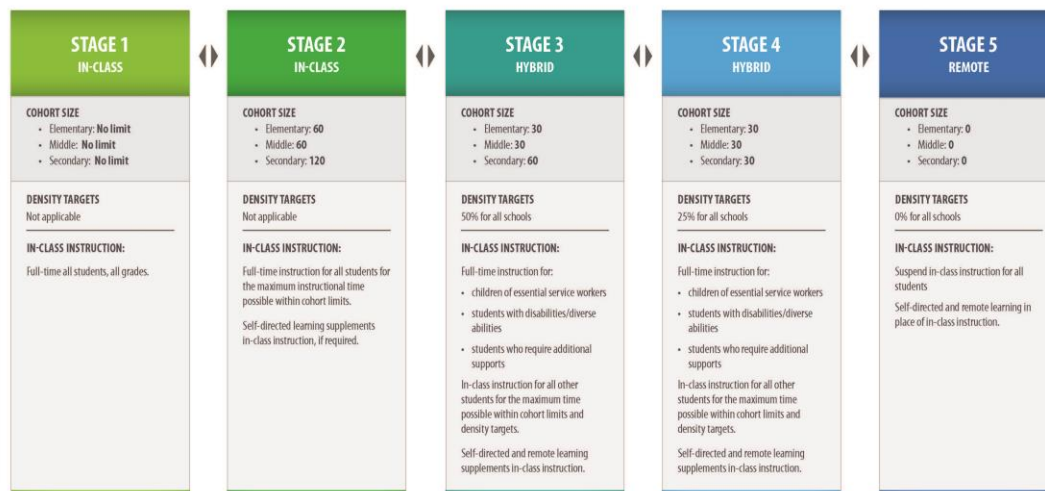 STAGE 1
IN-CLASS
COHORT SIZE
• Elementary: No limit
• Middle: No limit
• Secondary: No limit
DENSITY TARGETS
Not applicable
IN-CLASS INSTRUCTION:
Full-time all students, all grades.
STAGE 2
IN-CLASS
COHORT SIZE
• Elementary: 60
• Middle: 60
• Secondary: 120
DENSITY TARGETS
Not applicable
IN-CLASS INSTRUCTION:
Full-time instruction for all students for
the maximum instructional time
possible within cohort limits.
Self-directed learning supplements
in-class instruction, if required.
STAGE 3
HYBRID
COHORT SIZE
• Elementary: 30
• Middle: 30
• Secondary: 60
DENSITY TARGETS
50% for all schools
IN-CLASS INSTRUCTION:
Full-time instruction for:
• children of essential service workers
• students with disabilities/diverse
abilities
• students who require additional
supports
In-class instruction for all other
students for the maximum time
possible within cohort limits and
density targets.
Self-directed and remote learning
supplements in-class instruction.
STAGE 4
HYBRID
COHORT SIZE
• Elementary: 30
• Middle: 30
• Secondary: 30
DENSITY TARGETS
25% for all schools
IN-CLASS INSTRUCTION:
Full-time instruction for:
• children of essential service workers
• students with disabilities/diverse
abilities
• students who require additional
supports
In-class instruction for all other
students for the maximum time
possible within cohort limits and
density targets.
Self-directed and remote learning
supplements in-class instruction.
STAGE 5
REMOTE
COHORT SIZE
• Elementary: 0
• Middle: 0
• Secondary: 0
DENSITY TARGETS
0% for all schools
IN-CLASS INSTRUCTION
Suspend in-class instruction for all
students
Self-directed and remote learning in
place of in-class instruction.